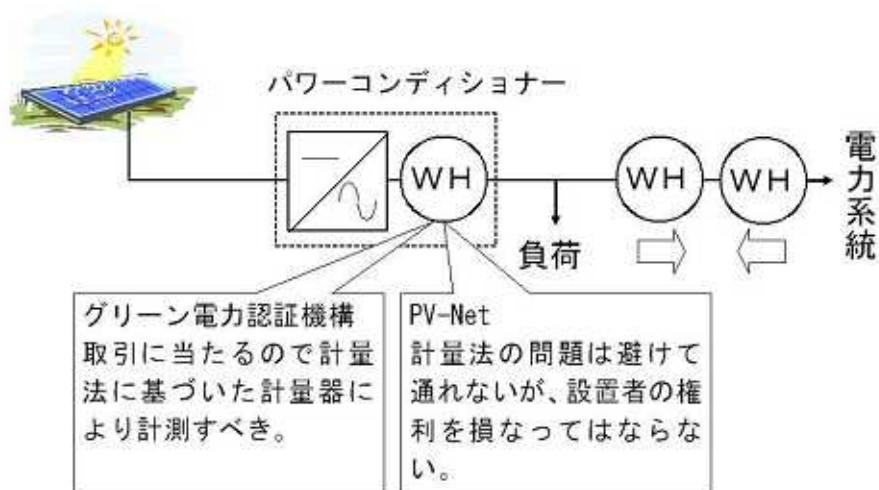 パワーコンディショナー
WH
WH
WH
電力系統
負荷
グリーン電力認証機構
取引に当たるので計量
法に基づいた計量器に
より計測すべき。
PV-Net
計量法の問題は避けて
通れないが、設置者の権
利を損なってはならな
い。